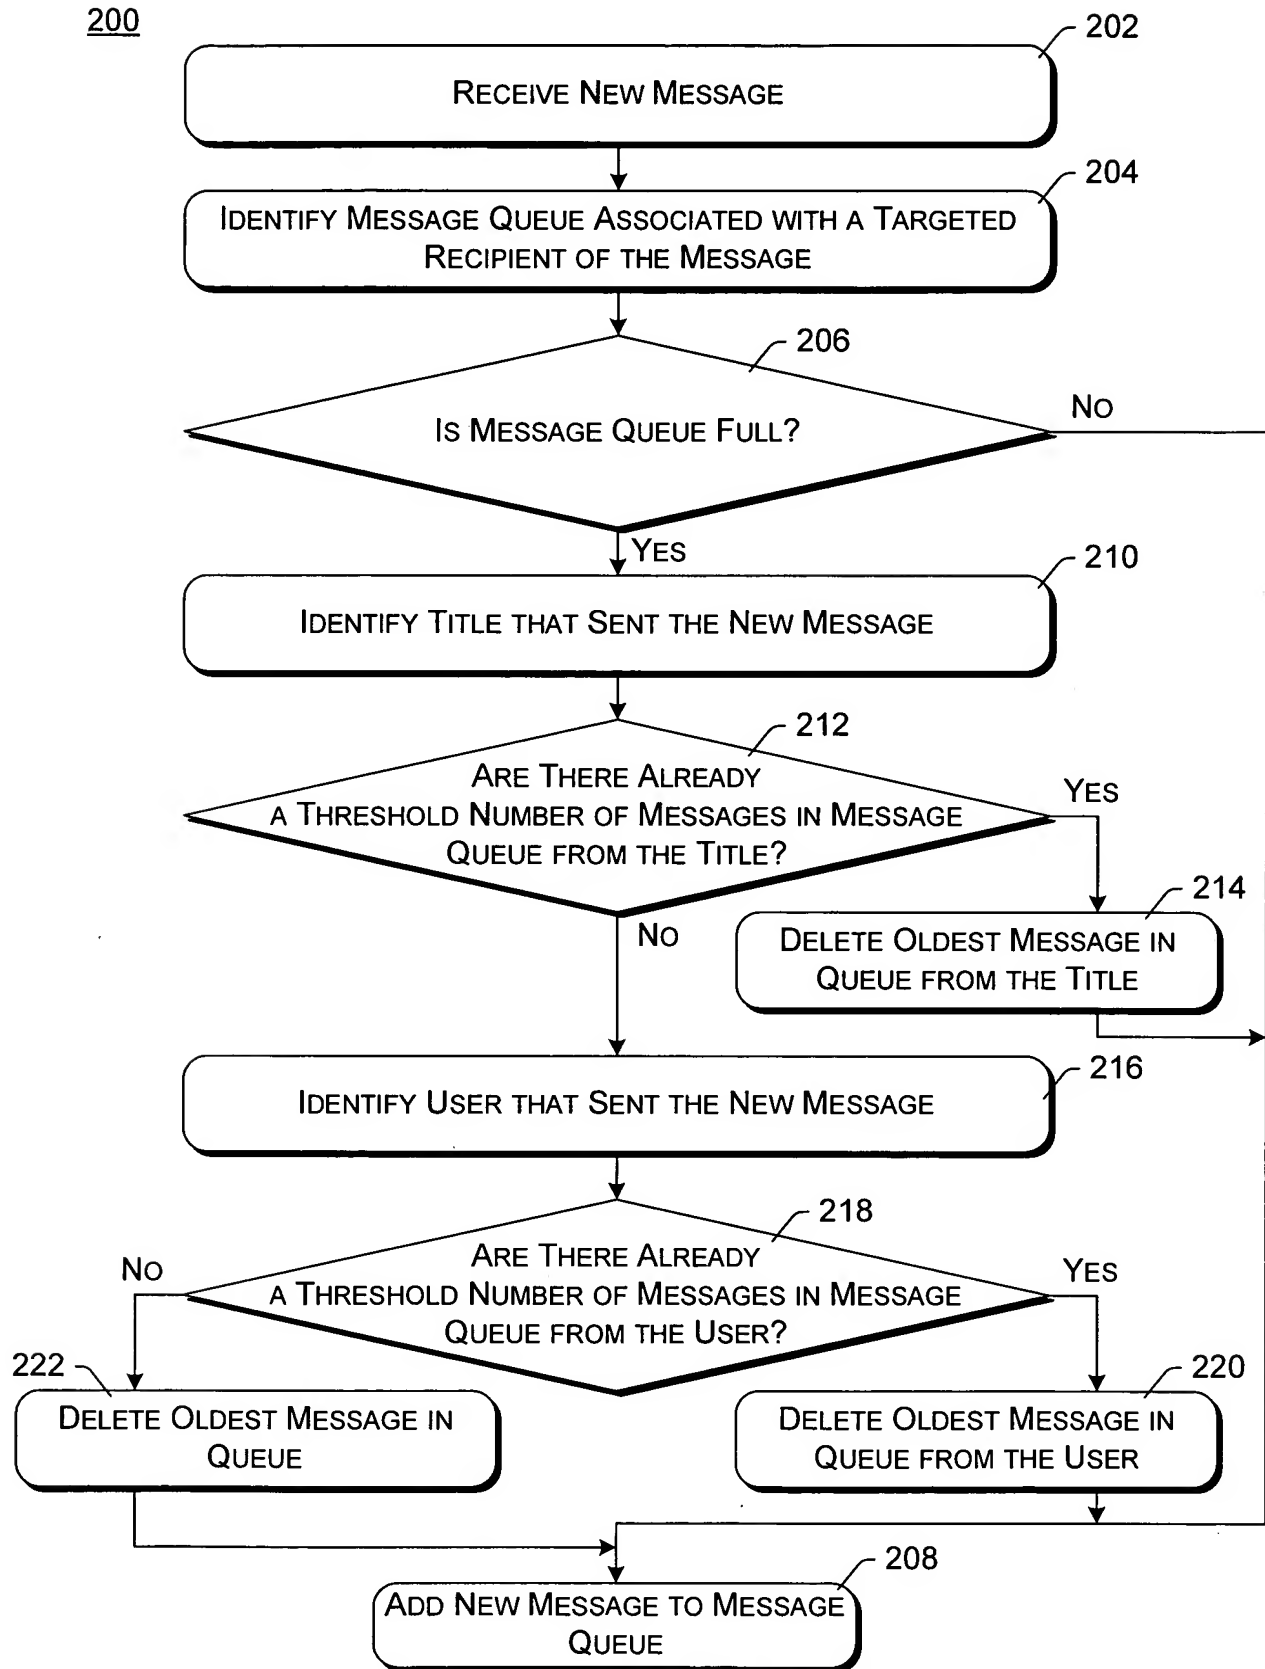 200
202
RECEIVE NEW MESSAGE
204
IDENTIFY MESSAGE QUEUE ASSOCIATED WITH A TARGETED
RECIPIENT OF THE MESSAGE
206
NO
IS MESSAGE QUEUE FULL?
YES
210
IDENTIFY TITLE THAT SENT THE NEW MESSAGE
212
ARE THERE ALREADY
A THRESHOLD NUMBER OF MESSAGES IN MESSAGE
QUEUE FROM THE TITLE?
YES
214
NO
DELETE OLDEST MESSAGE IN
QUEUE FROM THE TITLE
216
IDENTIFY USER THAT SENT THE NEW MESSAGE
218
ARE THERE ALREADY
A THRESHOLD NUMBER OF MESSAGES IN MESSAGE
QUEUE FROM THE USER?
NO
YES
222
DELETE OLDEST MESSAGE IN
QUEUE
220
DELETE OLDEST MESSAGE IN
QUEUE FROM THE USER
208
ADD NEW MESSAGE TO MESSAGE
QUEUE